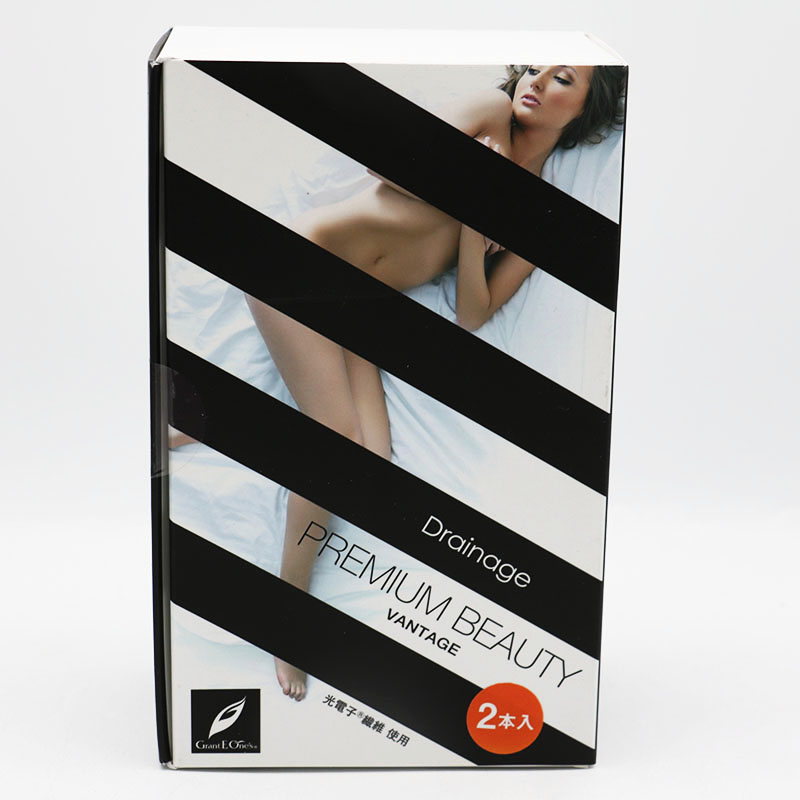 Drainage
PREMIUM BEAUTY
VANTAGE
光電子®繊維 使用
2本入
Grant E One's®